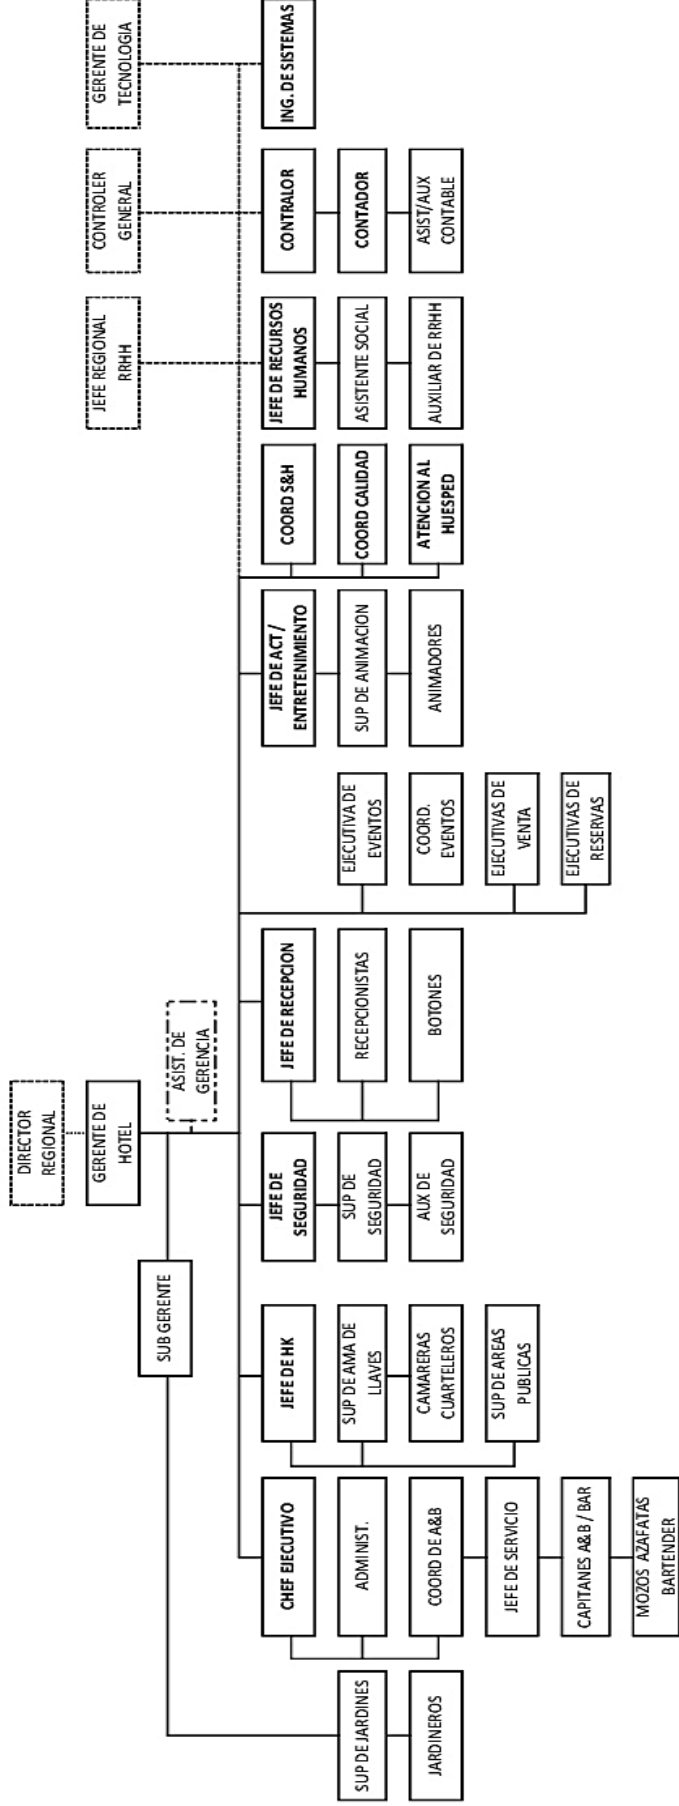 DIRECTOR
REGIONAL
GERENTE DE
HOTEL
ASIST. DE
GERENCIA
SUB GERENTE
JEFE REGIONAL
RRHH
CONTROLER
GENERAL
GERENTE DE
TECNOLOGIA
SUP DE JARDINES
JARDINEROS
CHEF EJECUTIVO
ADMINIST.
COORD DE A&B
JEFE DE SERVICIO
CAPITANES A&B / BAR
MOZOS AZAFATAS
BARTENDER
JEFE DE HK
SUP DE AMA DE
LLAVES
CAMARERAS
CUARTELEROS
SUP DE AREAS
PUBLICAS
JEFE DE
SEGURIDAD
SUP DE
SEGURIDAD
AUX DE
SEGURIDAD
JEFE DE RECEPCION
RECEPCIONISTAS
BOTONES
EJECUTIVA DE
EVENTOS
COORD.
EVENTOS
EJECUTIVAS DE
VENTA
EJECUTIVAS DE
RESERVAS
JEFE DE ACT /
ENTRETENIMIENTO
SUP DE ANIMACION
ANIMADORES
COORD S&H
COORD CALIDAD
ATENCION AL
HUESPED
JEFE DE RECURSOS
HUMANOS
ASISTENTE SOCIAL
AUXILIAR DE RRHH
CONTRALOR
CONTADOR
ASIST/AUX
CONTABLE
ING. DE SISTEMAS